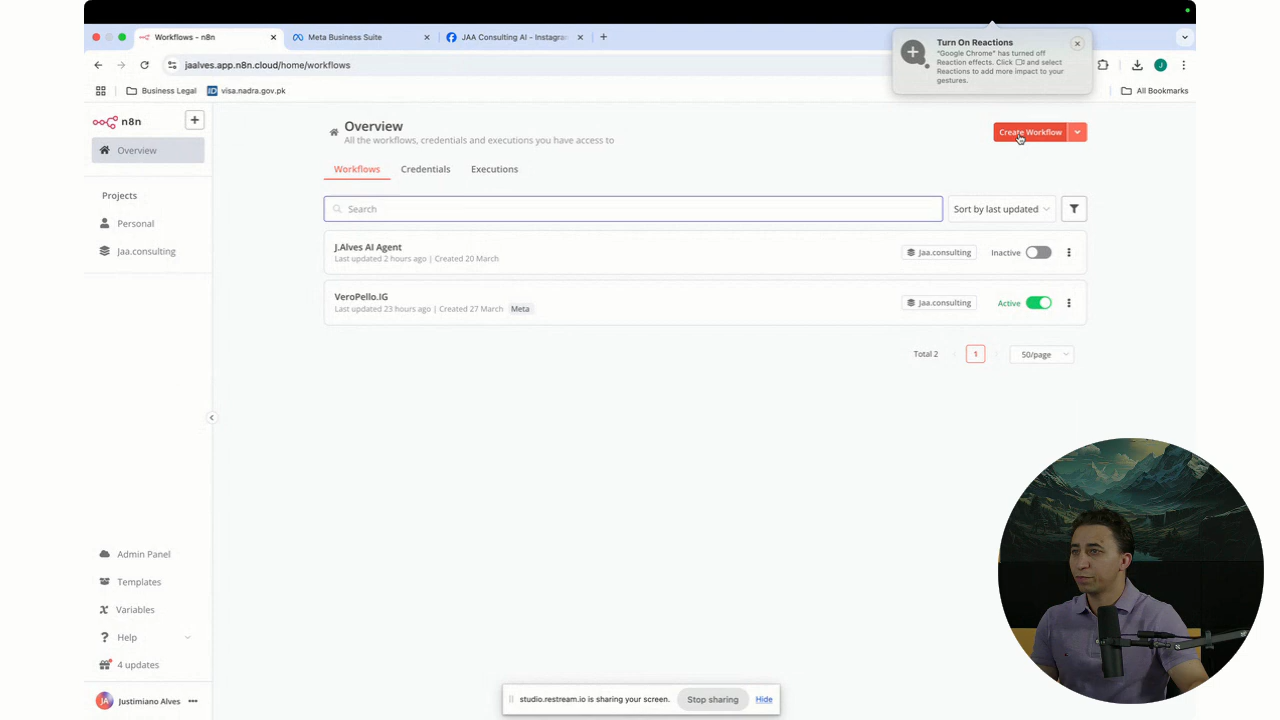 Workflows - n8n
Meta Business Suite
JAA Consulting AI - Instagram
jaalves.app.n8n.cloud/home/workflows
Turn On Reactions
"Google Chrome" has turned off
Reaction effects. Click and select
Reactions to add more impact to your
gestures.
J
Business Legal
ID
visa.nadra.gov.pk
All Bookmarks
n8n
Overview
Projects
Personal
Jaa.consulting
Admin Panel
Templates
Variables
Help
4 updates
JA
Justimiano Alves
Overview
All the workflows, credentials and executions you have access to
Create Workflow
Workflows
Credentials
Executions
Search
Sort by last updated
J.Alves AI Agent
Last updated 2 hours ago | Created 20 March
Jaa.consulting
Inactive
VeroPello.IG
Last updated 23 hours ago | Created 27 March
Meta
Jaa.consulting
Active
Total 2
1
50/page
studio.restream.io is sharing your screen.
Stop sharing
Hide